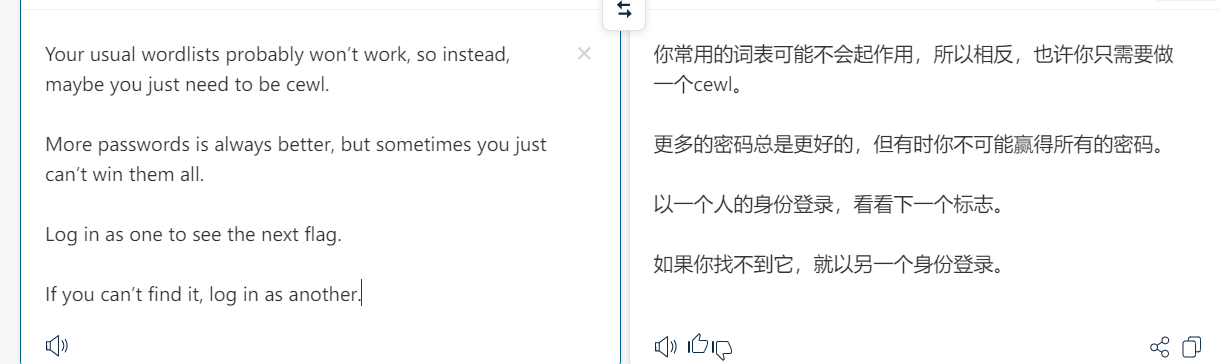 Your usual wordlists probably won’t work, so instead,
maybe you just need to be cewl.
More passwords is always better, but sometimes you just
can’t win them all.
Log in as one to see the next flag.
If you can’t find it, log in as another.
你常用的词表可能不会起作用，所以相反，也许你只需要做
一个cewl。
更多的密码总是更好的，但有时你不可能赢得所有的密码。
以一个人的身份登录，看看下一个标志。
如果你找不到它，就以另一个身份登录。